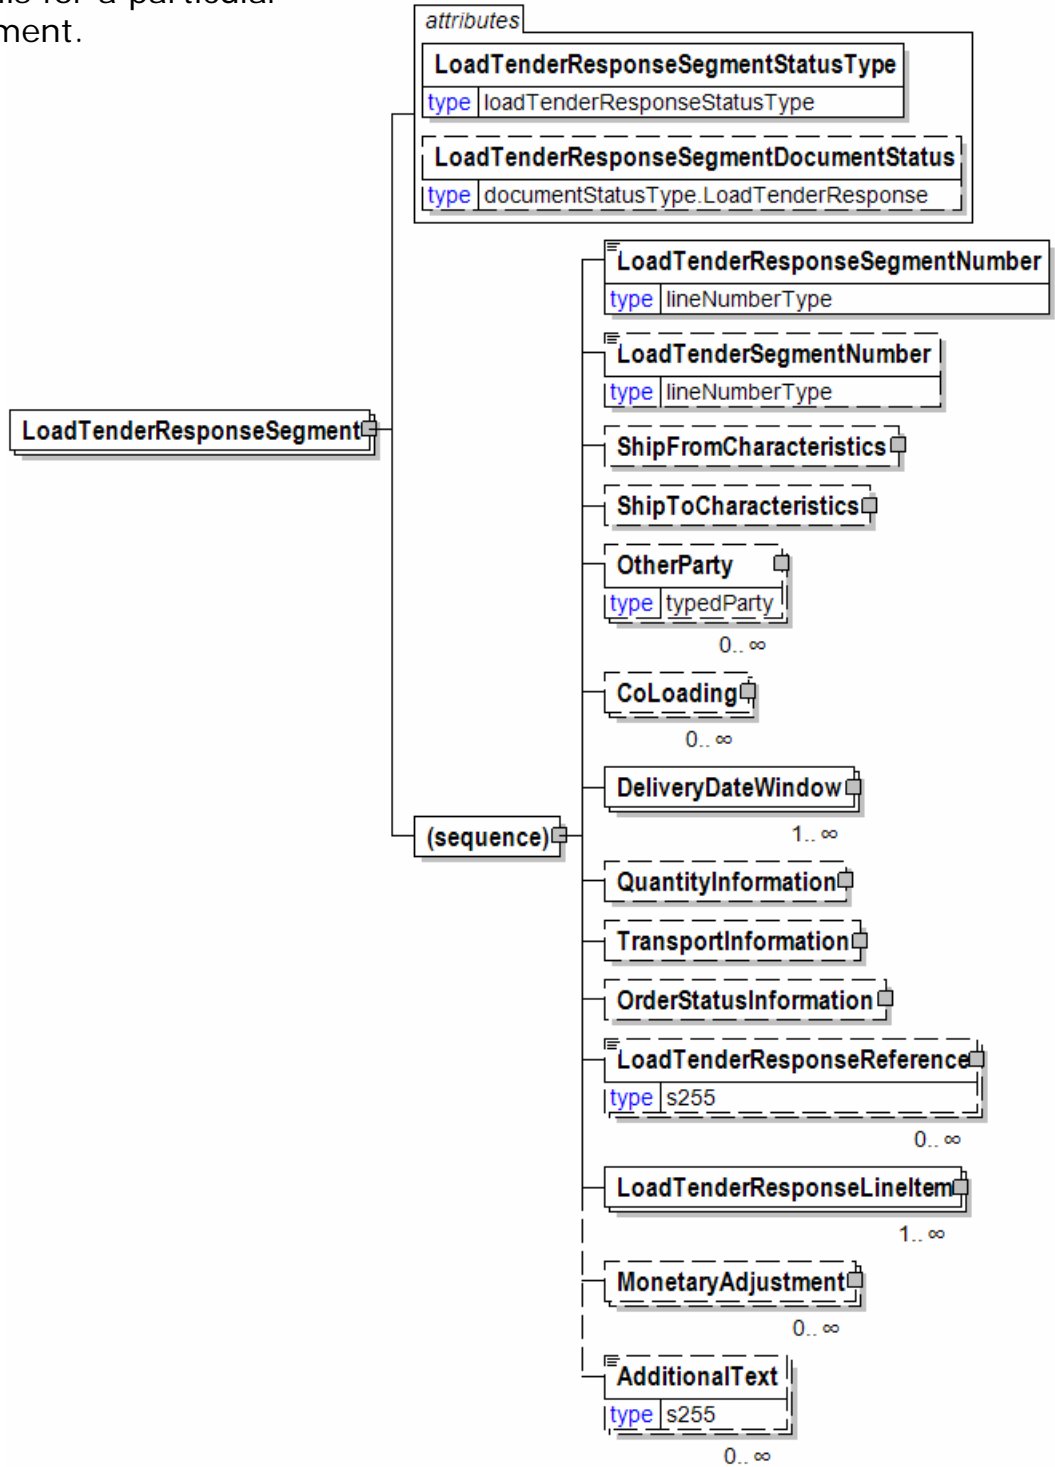 for a particular
attributes
LoadTenderResponseSegmentStatusType
type loadTenderResponseStatusType
LoadTenderResponseSegmentDocumentStatus
type documentStatusType.LoadTenderResponse
LoadTenderResponseSegmentNumber
type lineNumberType
LoadTenderSegmentNumber
type lineNumberType
LoadTenderResponseSegment
ShipFromCharacteristics
ShipToCharacteristics
OtherParty
type typedParty
0.. ∞
CoLoading
0.. ∞
DeliveryDateWindow
1.. ∞
(sequence)
QuantityInformation
TransportInformation
OrderStatusInformation
LoadTenderResponseReference
type s255
0.. ∞
LoadTenderResponseLineItem
1.. ∞
MonetaryAdjustment
0.. ∞
AdditionalText
type s255
0.. ∞